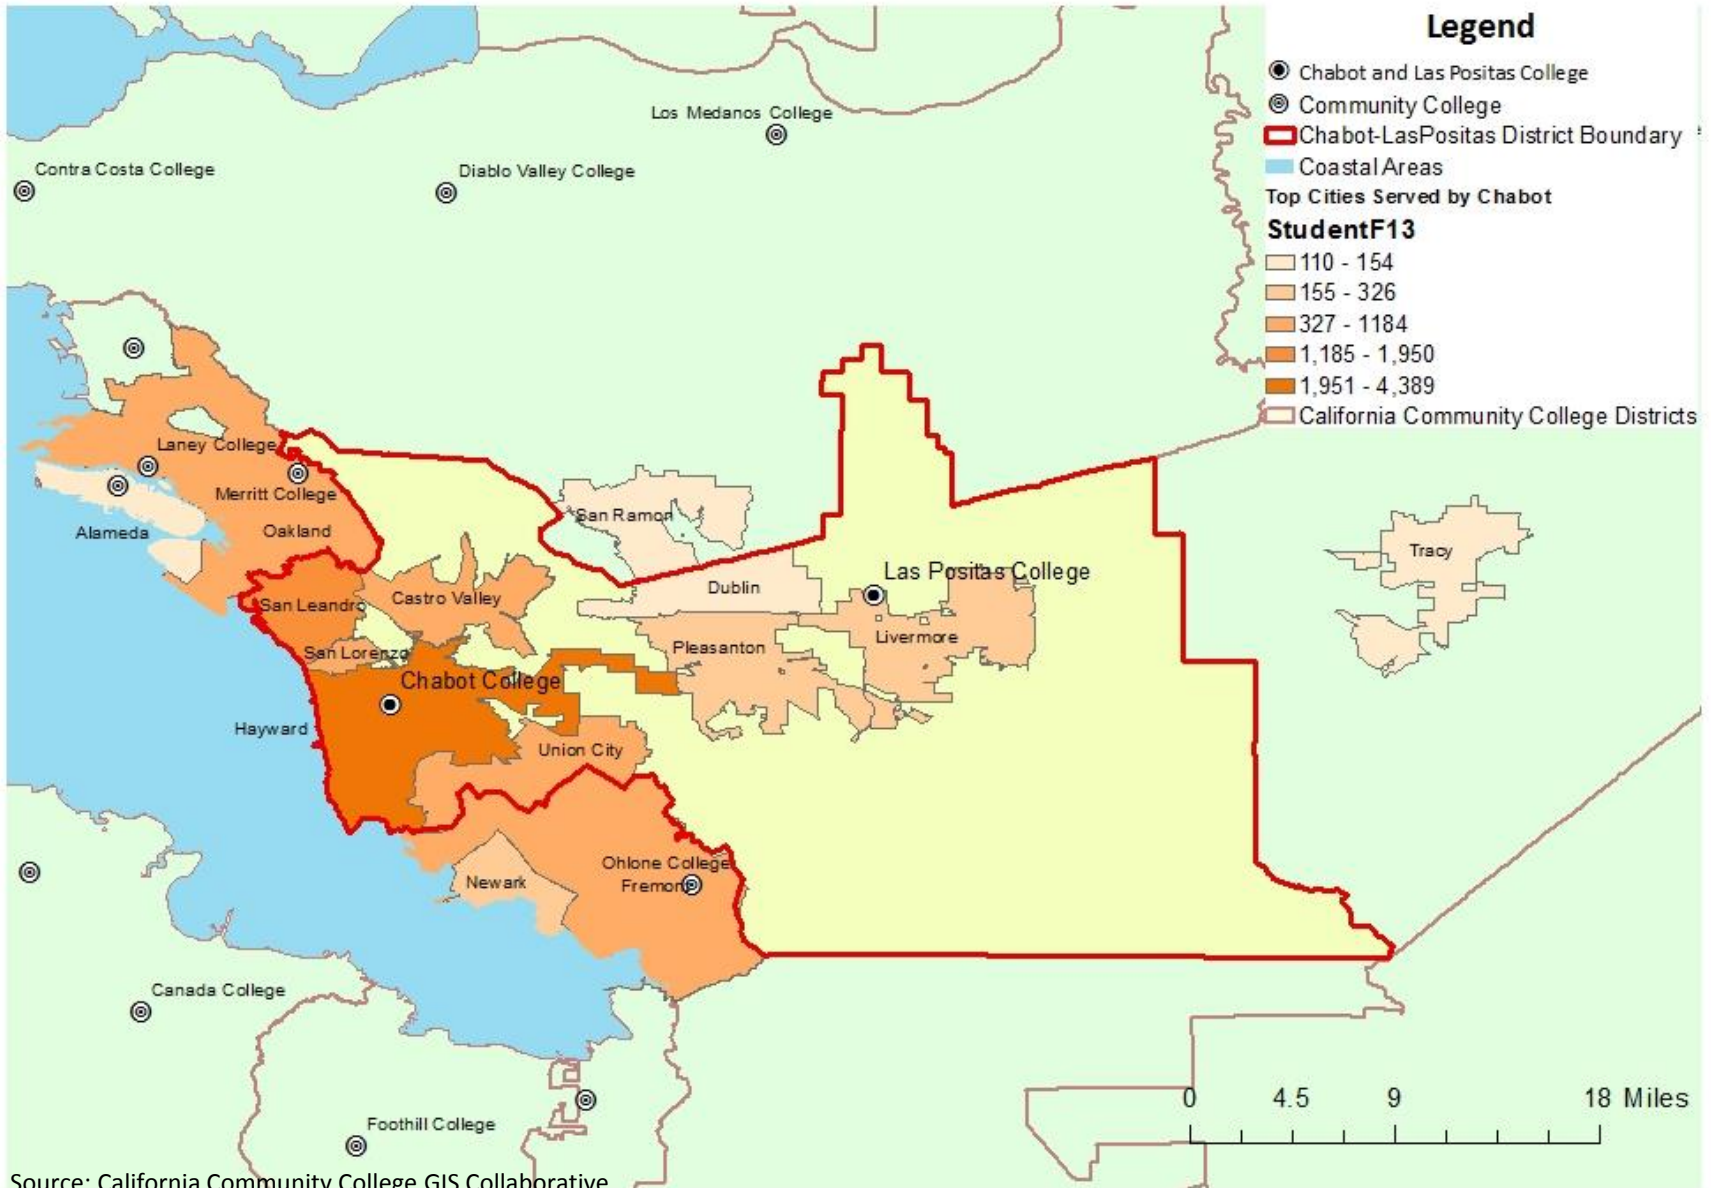 Legend
Chabot and Las Positas College
Community College
Chabot-LasPositas District Boundary
Coastal Areas
Top Cities Served by Chabot
StudentF13
110 - 154
155 - 326
327 - 1184
1,185 - 1,950
1,951 - 4,389
California Community College Districts
Los Medanos College
Contra Costa College
Diablo Valley College
Laney College
Merritt College
Alameda
Oakland
San Ramon
Tracy
Las Positas College
Dublin
San Leandro
Castro Valley
Livermore
San Lorenzo
Pleasanton
Chabot College
Hayward
Union City
Ohlone College
Newark
Fremont
Canada College
Foothill College
0 4.5 9 18 Miles
Source: California Community College GIS Collaborative